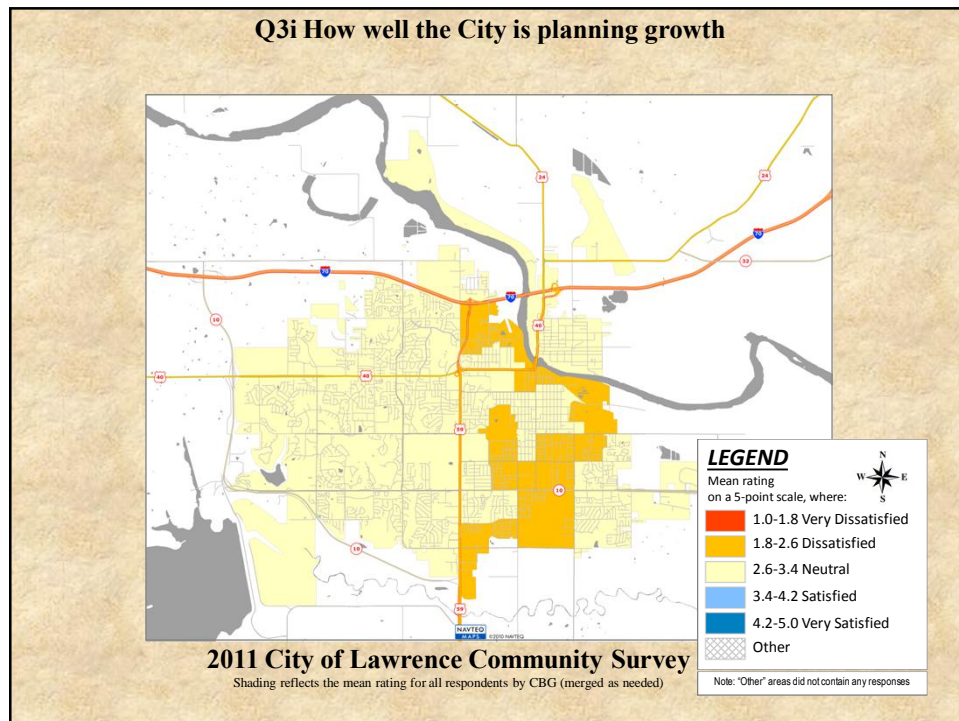 Q3i How well the City is planning growth
24
24
70
32
70
70
10
40
40
40
59
10
10
59
NAVTEQ
MAPS
©2010 NAVTEQ
LEGEND
Mean rating
on a 5-point scale, where:
N
W
E
S
1.0-1.8 Very Dissatisfied
1.8-2.6 Dissatisfied
2.6-3.4 Neutral
3.4-4.2 Satisfied
4.2-5.0 Very Satisfied
Other
Note: "Other" areas did not contain any responses
2011 City of Lawrence Community Survey
Shading reflects the mean rating for all respondents by CBG (merged as needed)